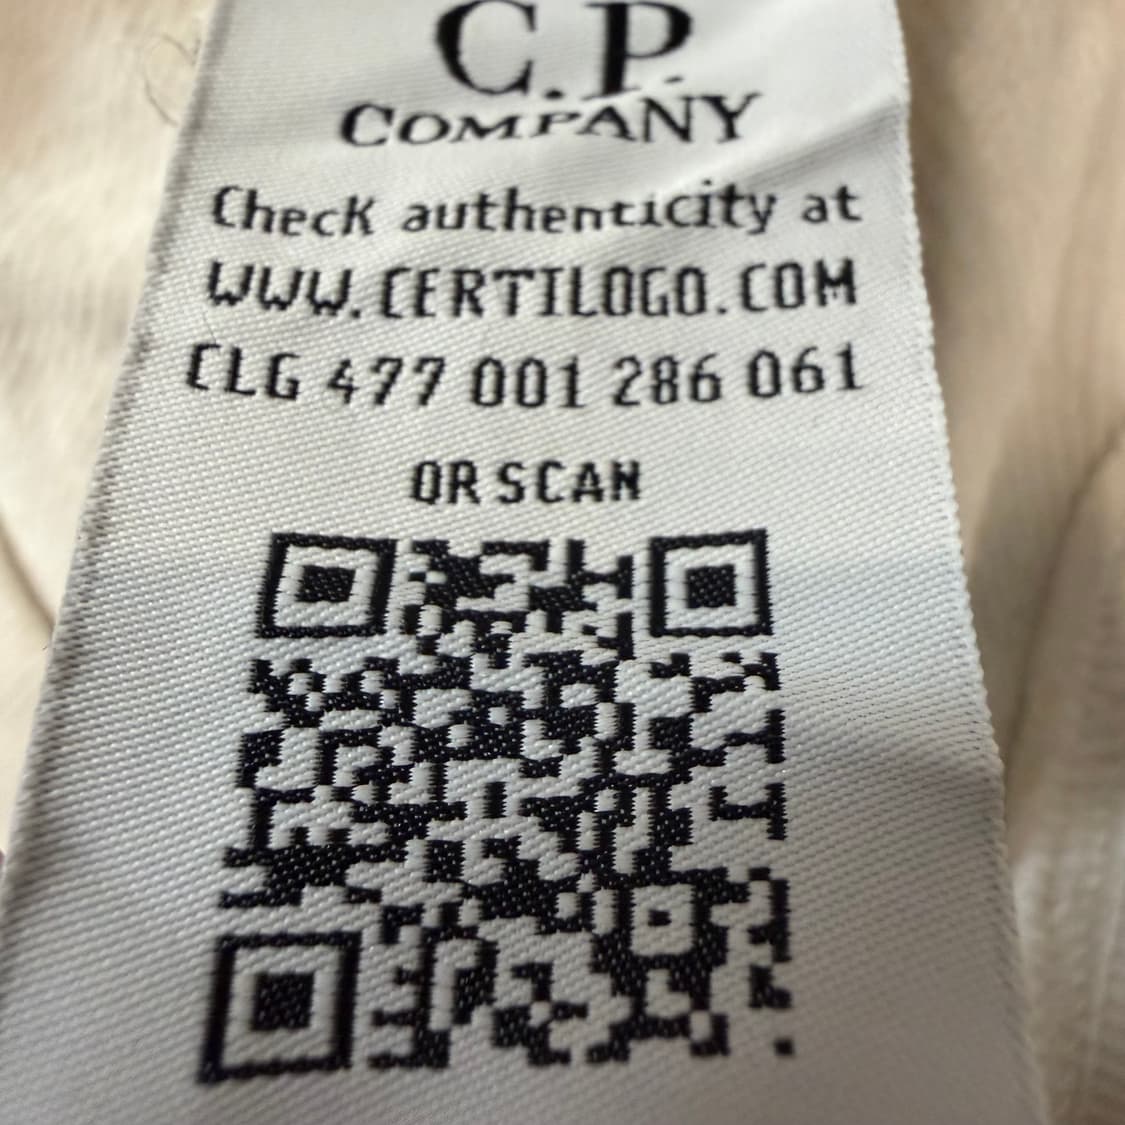 C.P.
COMPANY
Check authenticity at
WWW.CERTILOGO.COM
CLG 477 001 286 061
OR SCAN